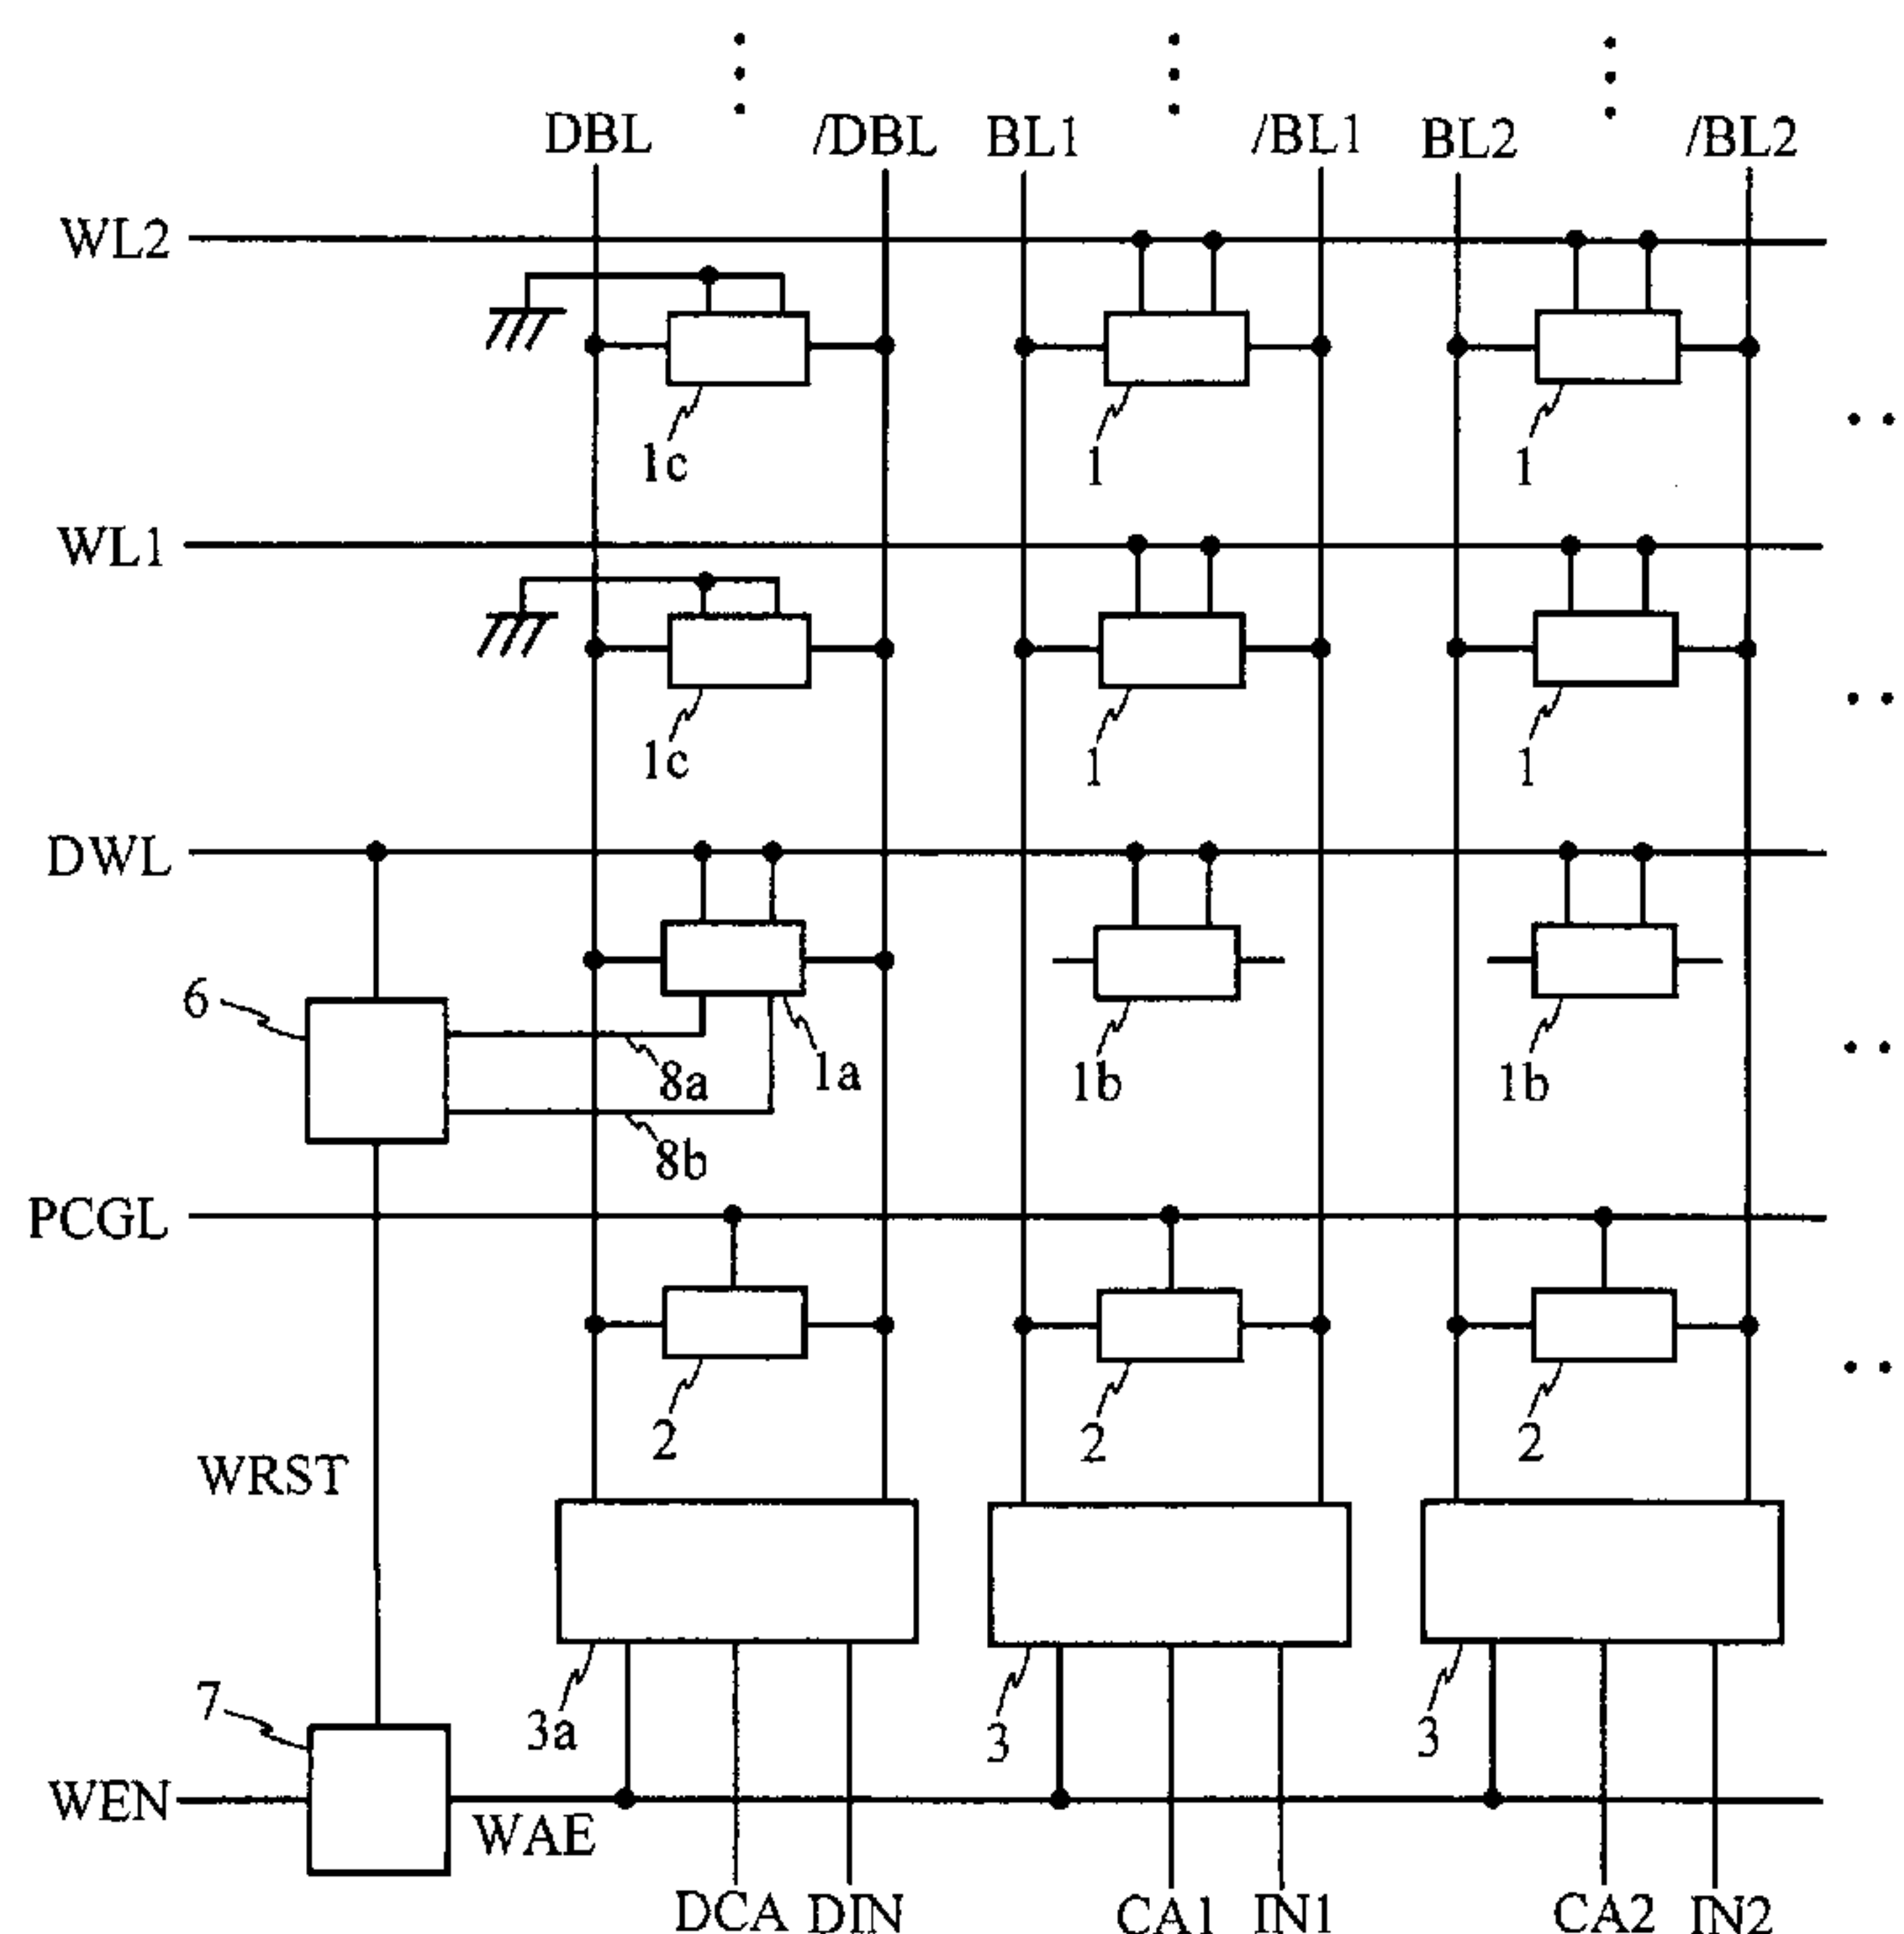 DBL /DBL BL1 /BL1 BL2 /BL2
WL2
1c 1 1
WL1
1c 1 1
DWL
6
8a 1a 1b 1b
8b
PCGL
2 2 2
WRST
7 3a 3 3
WEN
WAE
DCA DIN CA1 IN1 CA2 IN2